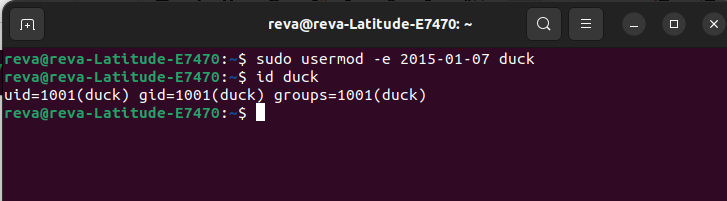 reva@reva-Latitude-E7470: ~
reva@reva-Latitude-E7470:~$ sudo usermod -e 2015-01-07 duck
reva@reva-Latitude-E7470:~$ id duck
uid=1001(duck) gid=1001(duck) groups=1001(duck)
reva@reva-Latitude-E7470:~$